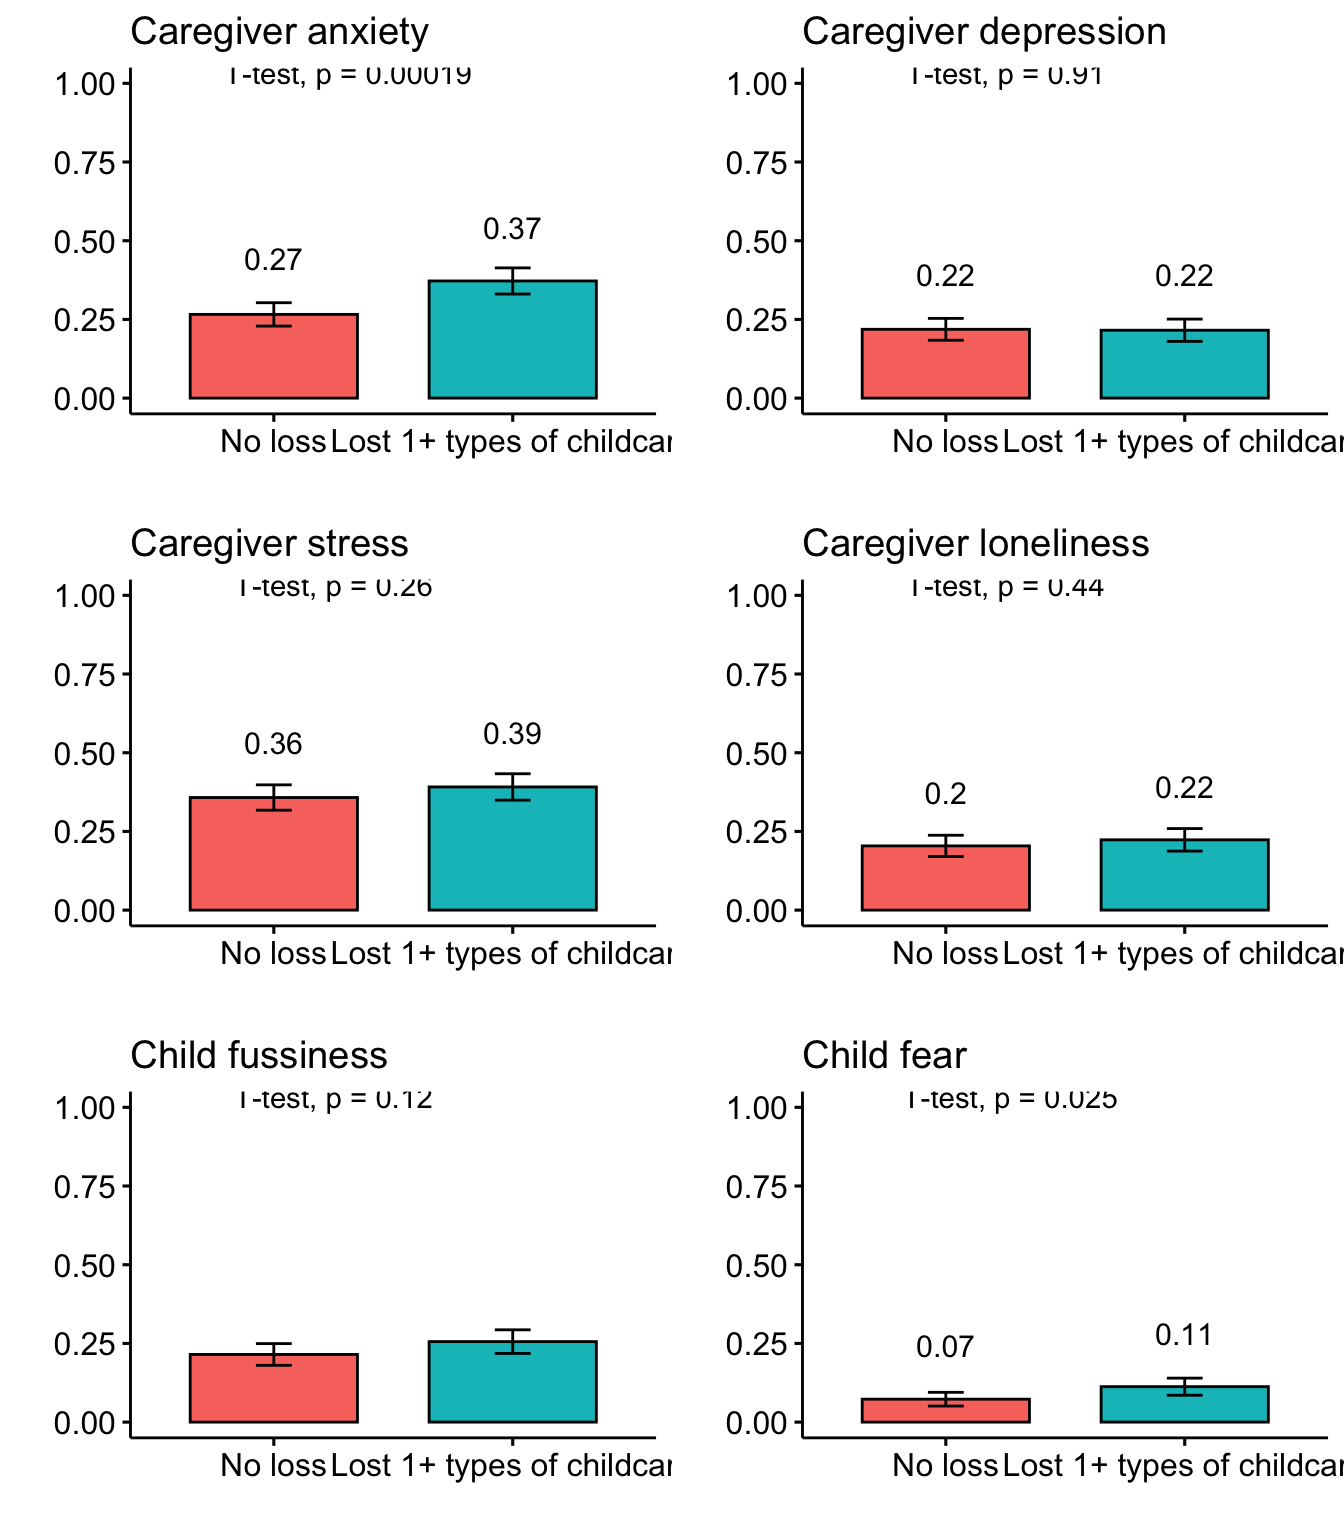 Caregiver anxiety
T-test, p = 0.00019
1.00
0.75
0.50
0.25
0.00
0.27
0.37
No loss
Lost 1+ types of childcar
Caregiver depression
T-test, p = 0.91
1.00
0.75
0.50
0.25
0.00
0.22
0.22
No loss
Lost 1+ types of childcar
Caregiver stress
T-test, p = 0.26
1.00
0.75
0.50
0.25
0.00
0.36
0.39
No loss
Lost 1+ types of childcar
Caregiver loneliness
T-test, p = 0.44
1.00
0.75
0.50
0.25
0.00
0.2
0.22
No loss
Lost 1+ types of childcar
Child fussiness
T-test, p = 0.12
1.00
0.75
0.50
0.25
0.00
No loss
Lost 1+ types of childcar
Child fear
T-test, p = 0.025
1.00
0.75
0.50
0.25
0.00
0.07
0.11
No loss
Lost 1+ types of childcar